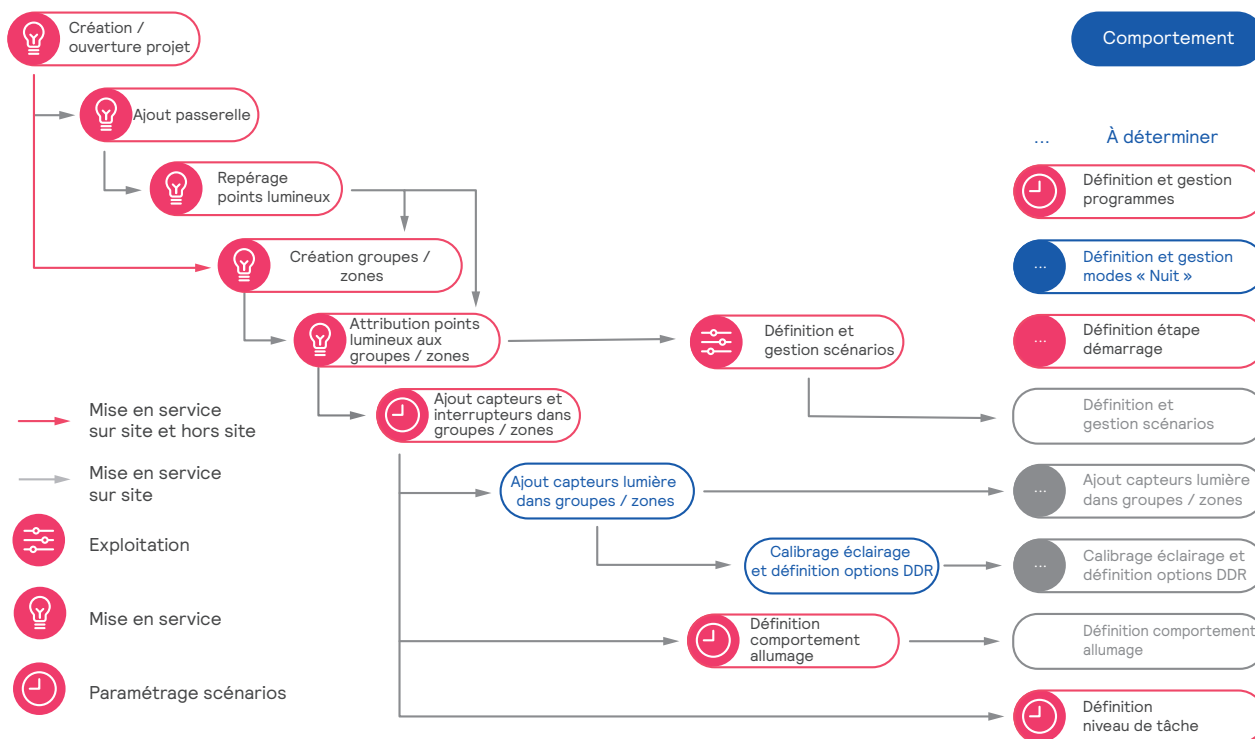 Création /
ouverture projet
Comportement
Ajout passerelle
...
À déterminer
Repérage
points lumineux
Définition et gestion
programmes
Création groupes /
zones
...
Définition et gestion
modes « Nuit »
Attribution points
lumineux aux
groupes / zones
Définition et
gestion scénarios
...
Définition étape
démarrage
Ajout capteurs et
interrupteurs dans
groupes / zones
Définition et
gestion scénarios
Mise en service
sur site et hors site
Mise en service
sur site
Ajout capteurs lumière
dans groupes / zones
...
Ajout capteurs lumière
dans groupes / zones
Exploitation
Calibrage éclairage
et définition options DDR
...
Calibrage éclairage et
définition options DDR
Mise en service
Définition
comportement
allumage
Définition comportement
allumage
Paramétrage scénarios
Définition
niveau de tâche